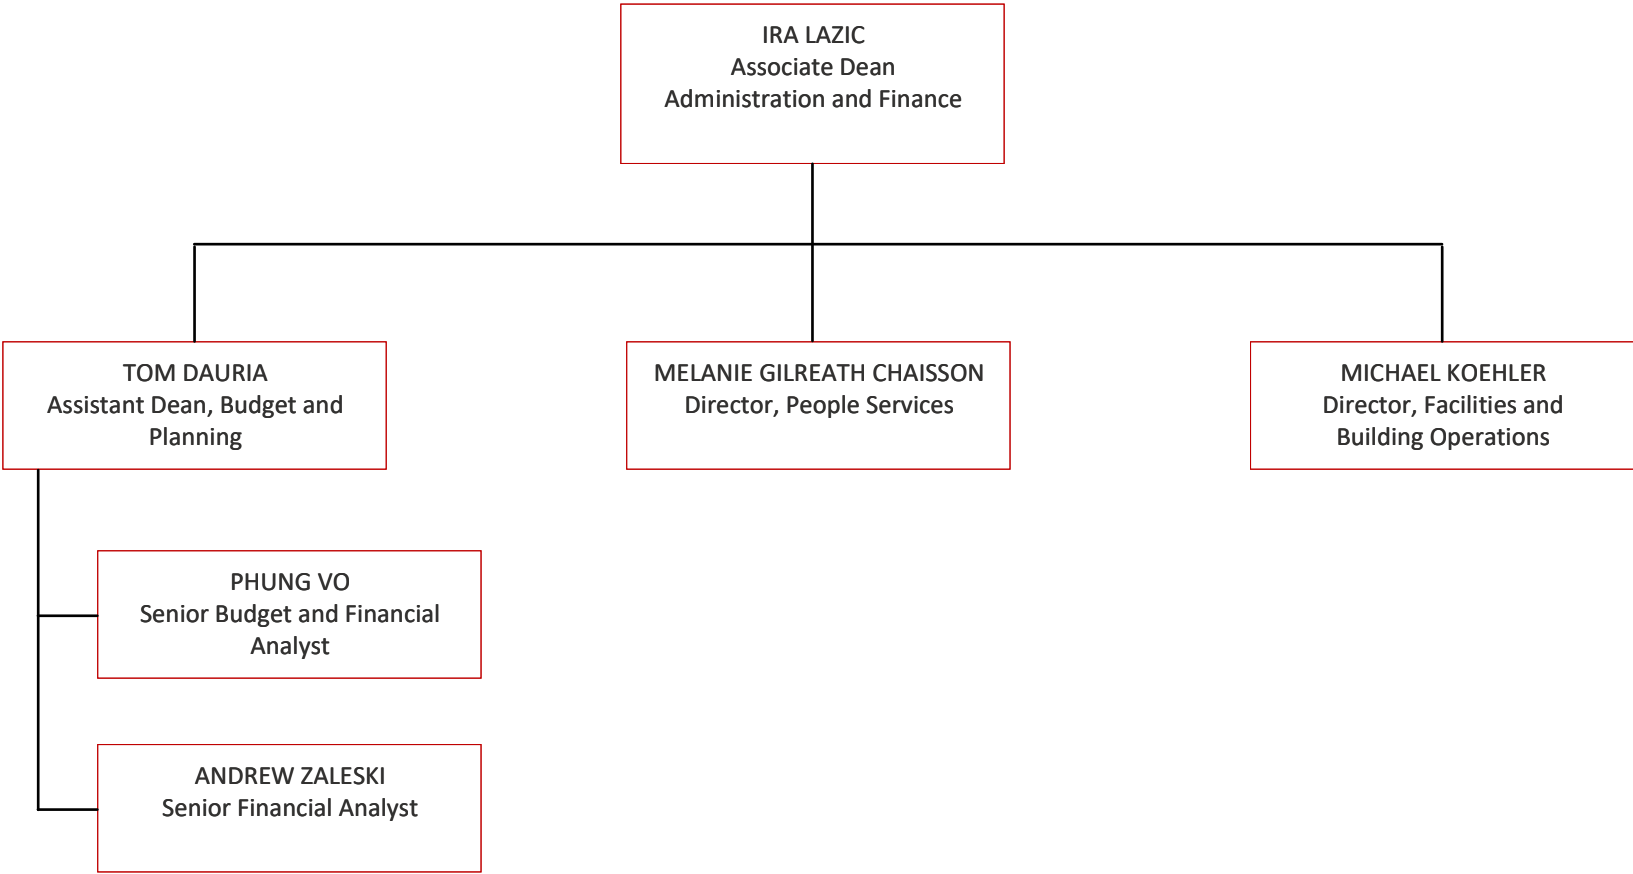 IRA LAZIC
Associate Dean
Administration and Finance
TOM DAURIA
Assistant Dean, Budget and
Planning
MELANIE GILREATH CHAISSON
Director, People Services
MICHAEL KOEHLER
Director, Facilities and
Building Operations
PHUNG VO
Senior Budget and Financial
Analyst
ANDREW ZALESKI
Senior Financial Analyst